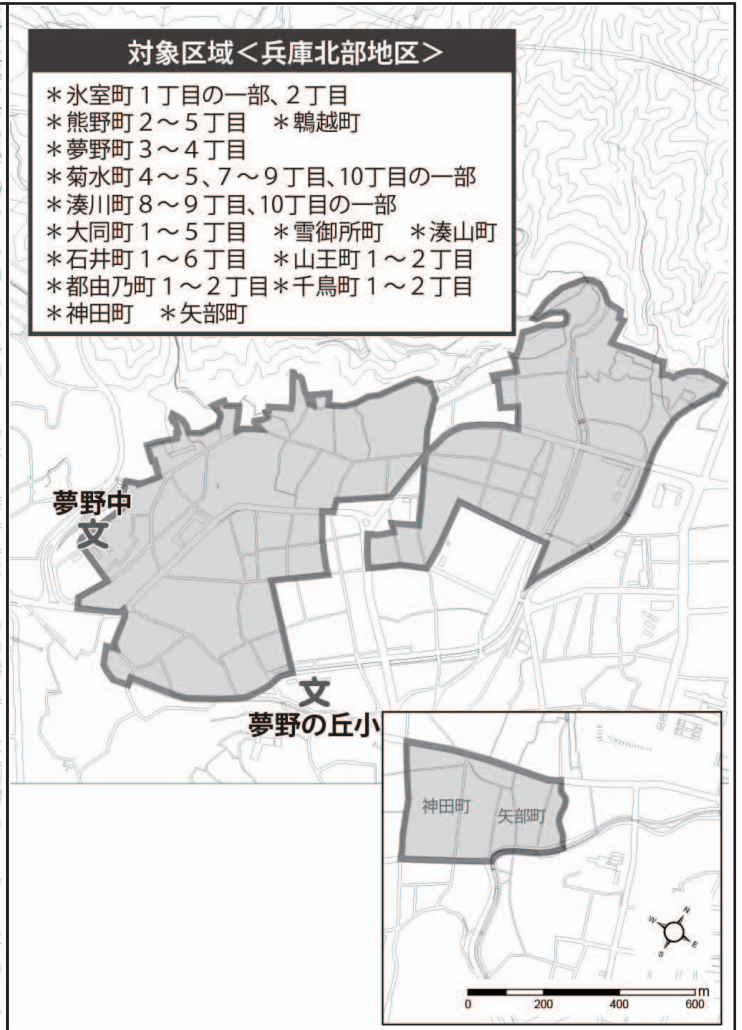 対象区域＜兵庫北部地区＞
＊氷室町１丁目の一部、２丁目
＊熊野町２～５丁目　＊鵯越町
＊夢野町３～４丁目
＊菊水町４～５、７～９丁目、10丁目の一部
＊湊川町８～９丁目、10丁目の一部
＊大同町１～５丁目　＊雪御所町　＊湊山町
＊石井町１～６丁目　＊山王町１～２丁目
＊都由乃町１～２丁目＊千鳥町１～２丁目
＊神田町　＊矢部町
夢野中
文
文
夢野の丘小
神田町
矢部町
N
W
E
S
m
0 200 400 600